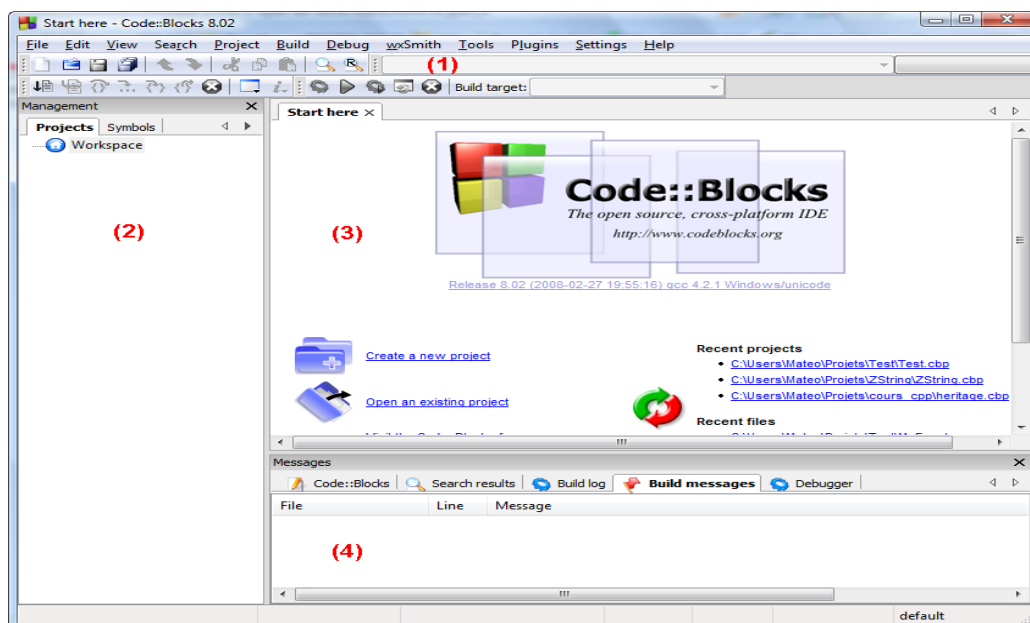 Start here - Code::Blocks 8.02
File Edit View Search Project Build Debug wxSmith Tools Plugins Settings Help
(1)
Build target:
Management
Projects Symbols
Workspace
(2)
Start here
Code::Blocks
The open source, cross-platform IDE
http://www.codeblocks.org
(3)
Release 8.02 (2008-02-27 19:55:16) gcc 4.2.1 Windows/unicode
Create a new project
Open an existing project
Recent projects
C:\Users\Mateo\Projets\Test\Test.cbp
C:\Users\Mateo\Projets\ZString\ZString.cbp
C:\Users\Mateo\Projets\cours_cpp\heritage.cbp
Recent files
Messages
Code::Blocks Search results Build log Build messages Debugger
File Line Message
(4)
default